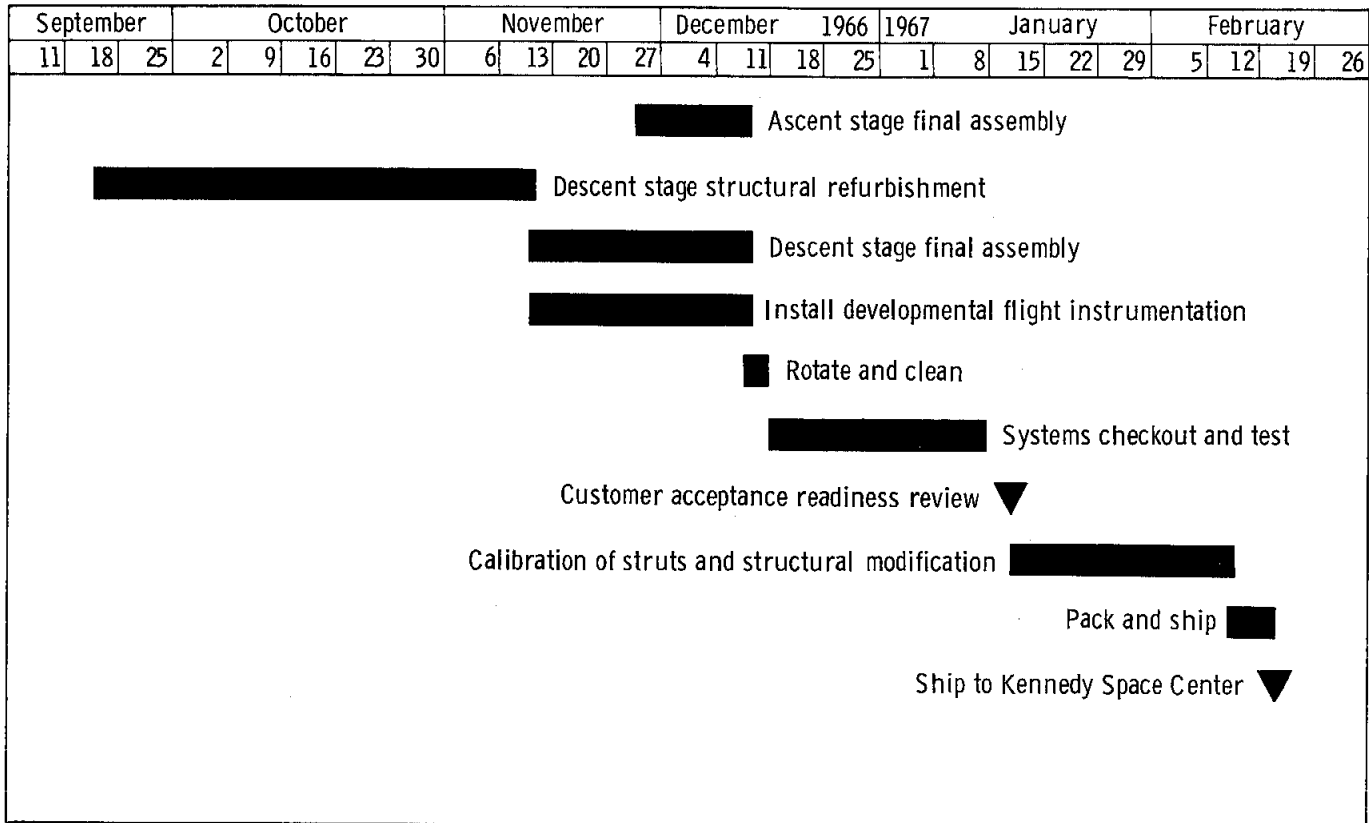 September October November December 1966 1967 January February
11 18 25 2 9 16 23 30 6 13 20 27 4 11 18 25 1 8 15 22 29 5 12 19 26
Ascent stage final assembly
Descent stage structural refurbishment
Descent stage final assembly
Install developmental flight instrumentation
Rotate and clean
Systems checkout and test
Customer acceptance readiness review
Calibration of struts and structural modification
Pack and ship
Ship to Kennedy Space Center